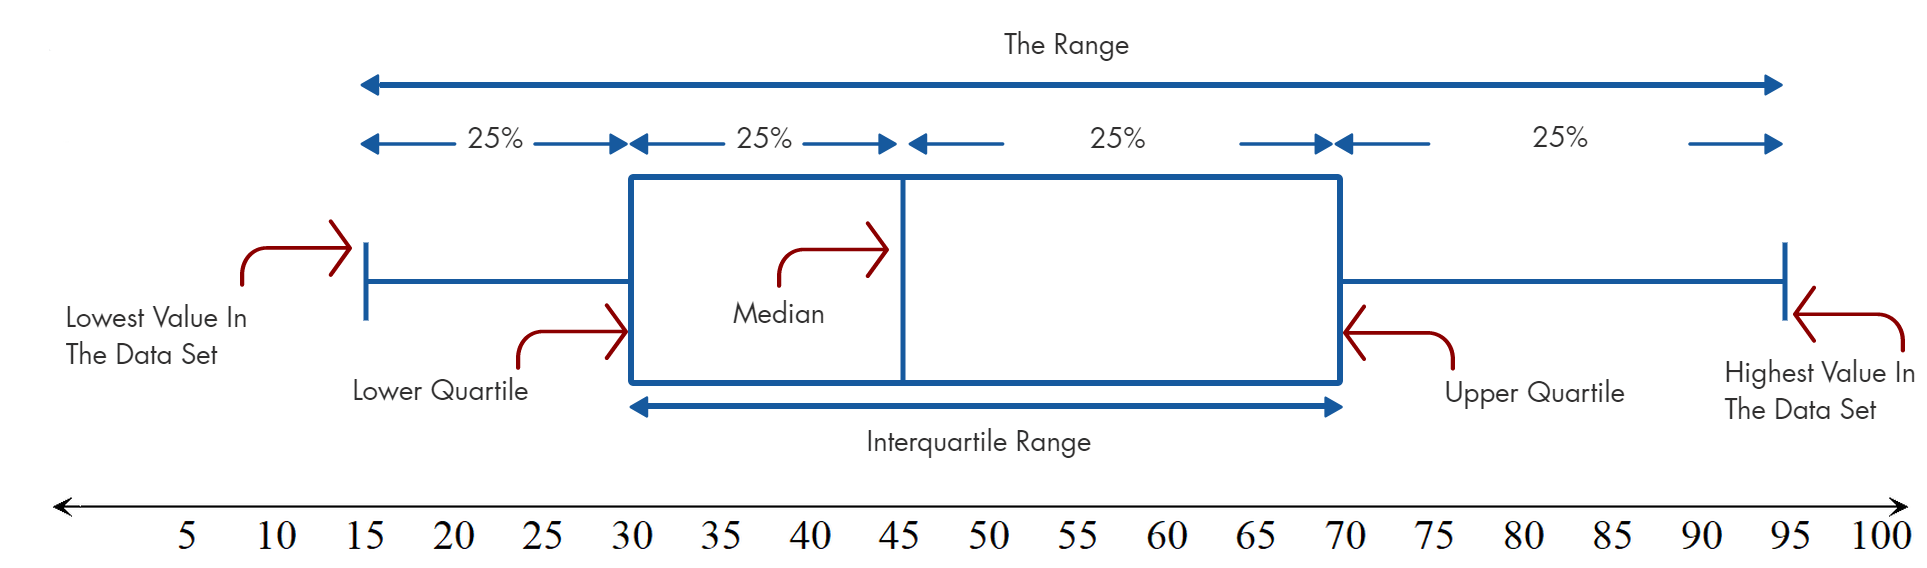 The Range
25% 25% 25% 25%
Lowest Value In
The Data Set
Median
Lower Quartile
Upper Quartile
Highest Value In
The Data Set
Interquartile Range
5 10 15 20 25 30 35 40 45 50 55 60 65 70 75 80 85 90 95 100